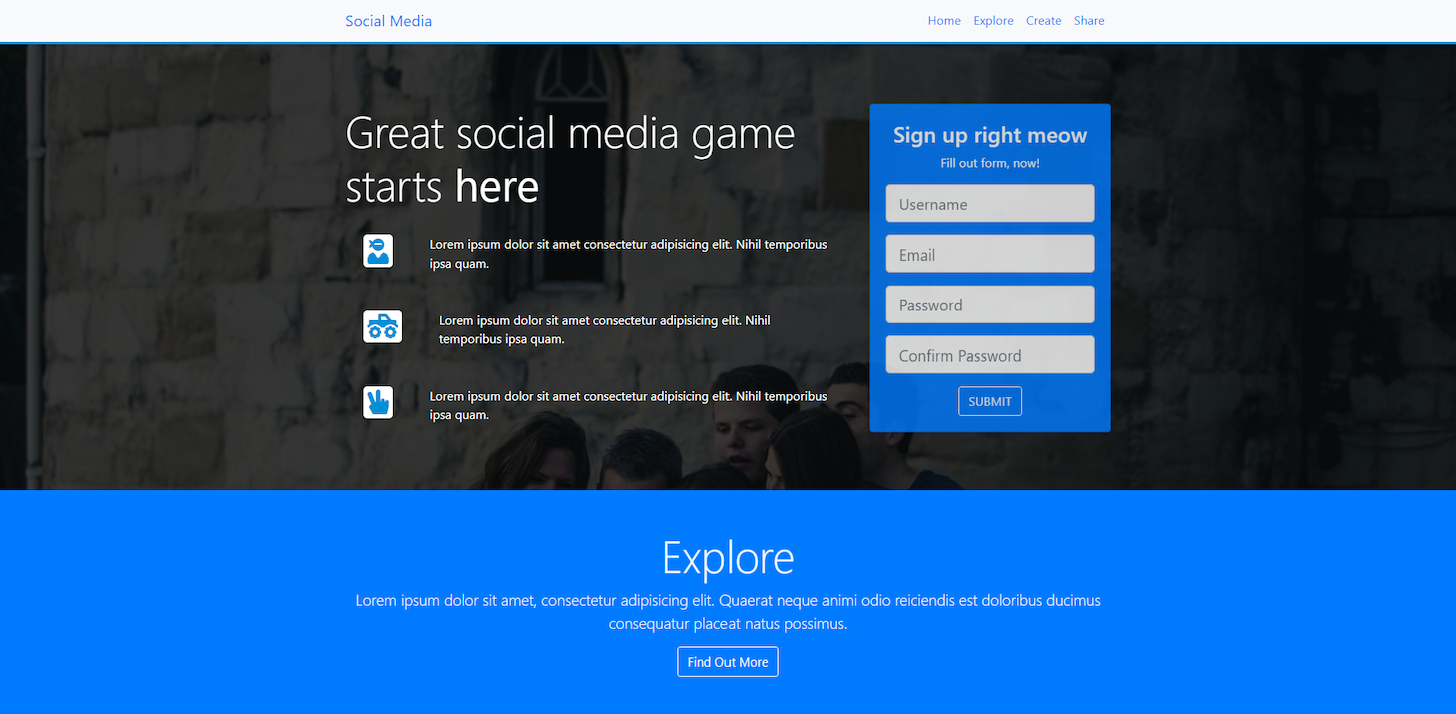 Social Media
Home Explore Create Share
Great social media game
starts here
Lorem ipsum dolor sit amet consectetur adipisicing elit. Nihil temporibus
ipsa quam.
Lorem ipsum dolor sit amet consectetur adipisicing elit. Nihil
temporibus ipsa quam.
Lorem ipsum dolor sit amet consectetur adipisicing elit. Nihil temporibus
ipsa quam.
Sign up right meow
Fill out form, now!
Username
Email
Password
Confirm Password
SUBMIT
Explore
Lorem ipsum dolor sit amet, consectetur adipisicing elit. Quaerat neque animi odio reiciendis est doloribus ducimus
consequatur placeat natus possimus.
Find Out More